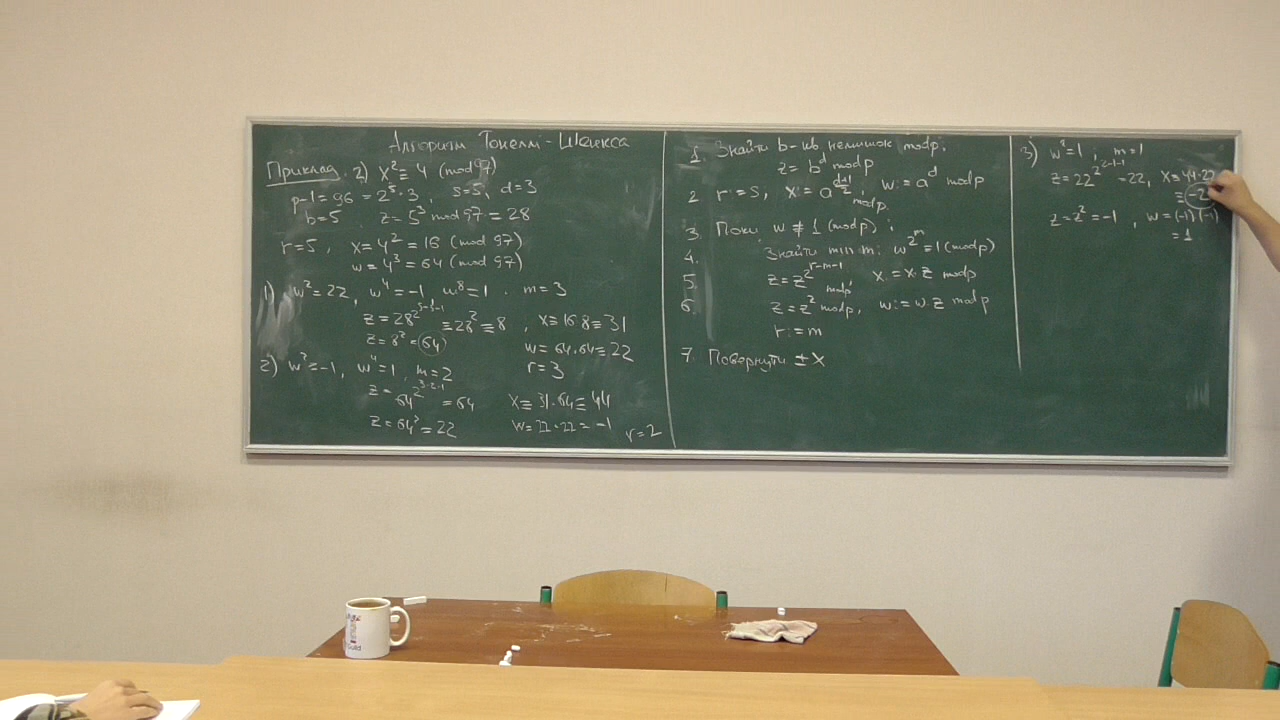 Алгоритм Тонеллі-Шенкса
Приклад. 2) x² ≡ 4 (mod 97)
p-1=96 = 2⁵·3, s=5, d=3
b=5 z=5³ mod 97 = 28
r=5, x=4² = 16 (mod 97)
w=4³=64 (mod 97)
1) w²=22, w⁴=-1 w⁸=1. m=3
z=28^{2^{5-3-1}} ≡28²≡8, x≡16·8≡31
z=8²=64 w=64·64≡22
r=3
2) w²=-1, w⁴=1, m=2
z=64^{2^{3-2-1}}=64 x≡31·64≡44
z=64²=22 w=22·22=-1 r=2
1. Знайти b-кв. нелишок mod p;
z=b^d mod p
2 r:=s, x:=a^{(d+1)/2} mod p, w:=a^d mod p
3. Поки w≢1 (mod p);
4. Знайти min m: w^{2^m}=1(mod p)
5. z=z^{2^{r-m-1}} mod p; x:=x·z mod p
6. z=z² mod p, w:=w·z mod p
r:=m
7. Повернути ±x
3) w²=1, m=1
z=22^{2^{2-1-1}}=22, x≡44·22
≡-2
z=z²=-1, w=(-1)(-1)
=1